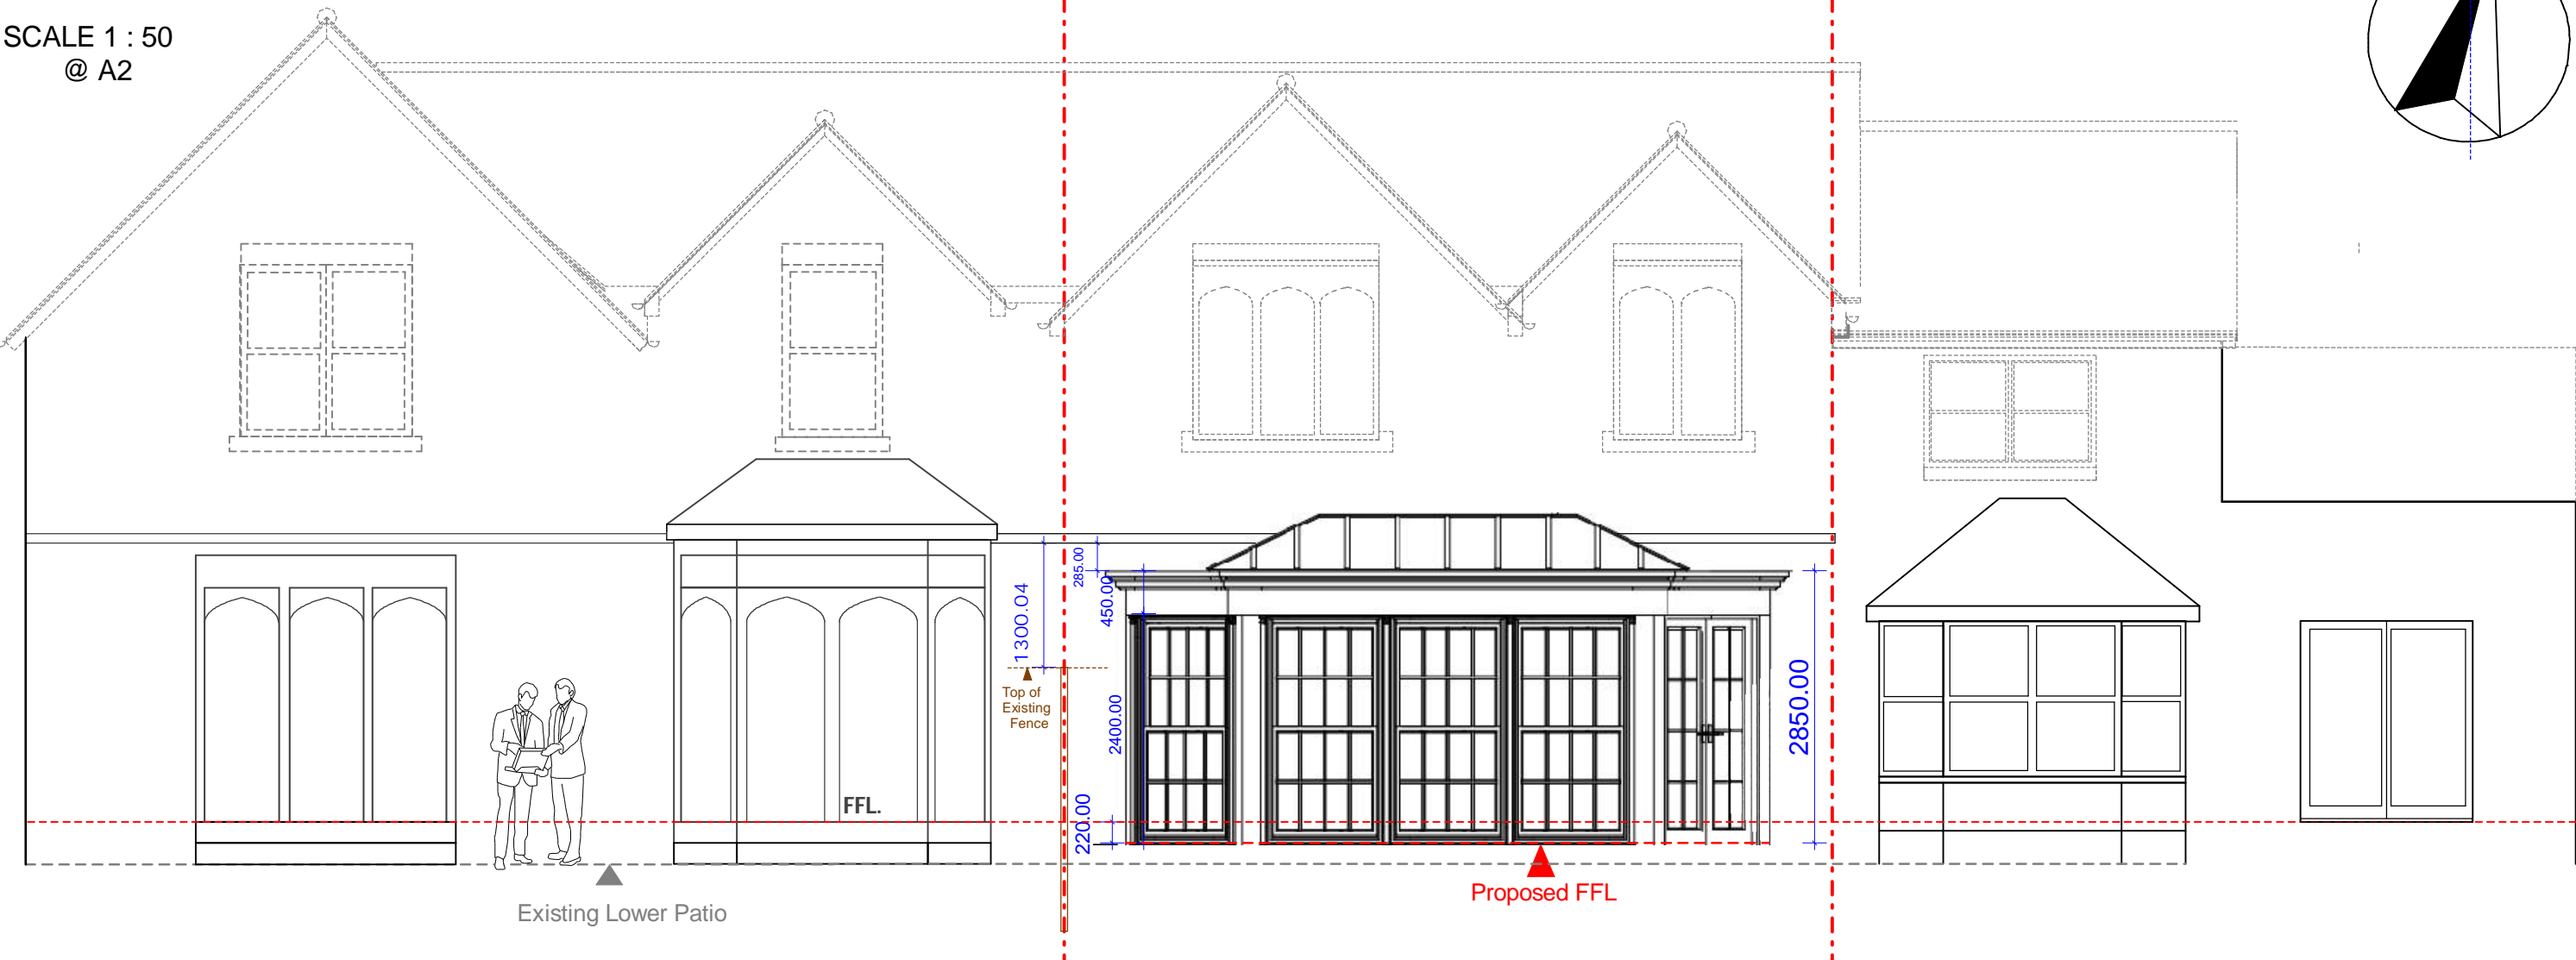 SCALE 1 : 50
@ A2
285.00
450.00
1300.04
Top of
Existing
Fence
2400.00
2850.00
FFL.
220.00
Proposed FFL
Existing Lower Patio